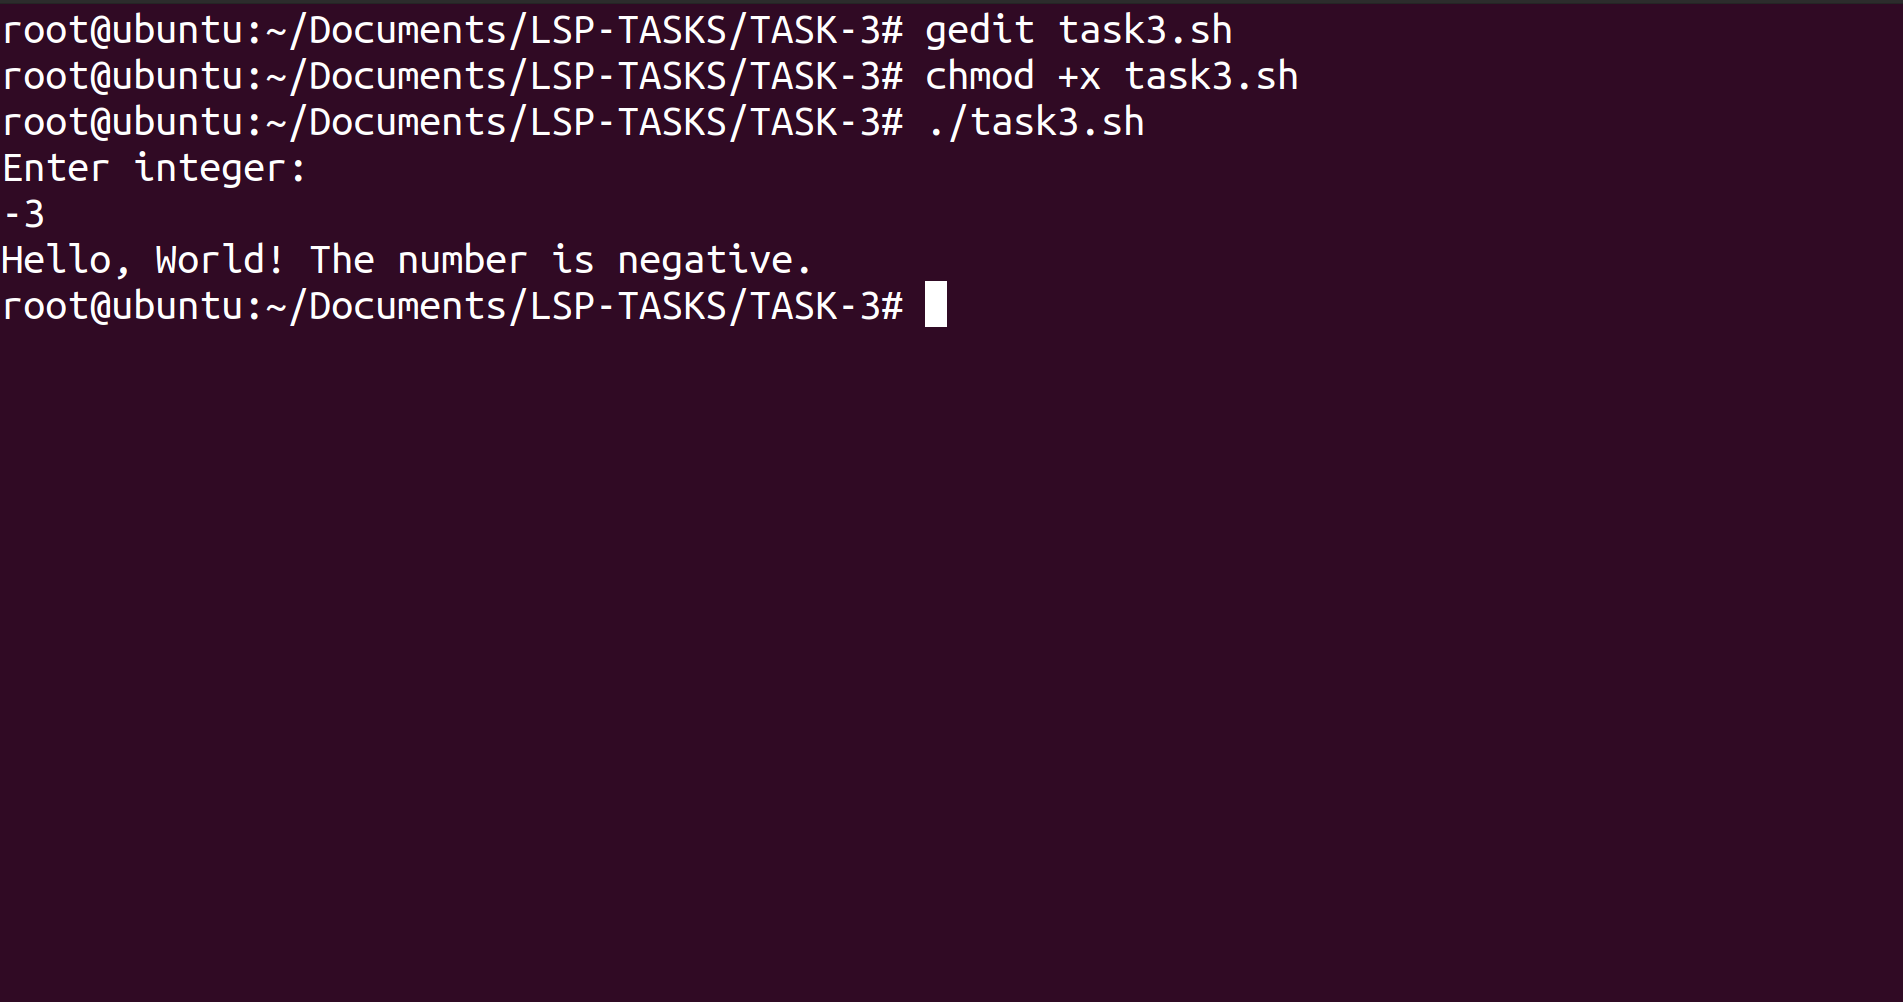 root@ubuntu:~/Documents/LSP-TASKS/TASK-3# gedit task3.sh
root@ubuntu:~/Documents/LSP-TASKS/TASK-3# chmod +x task3.sh
root@ubuntu:~/Documents/LSP-TASKS/TASK-3# ./task3.sh
Enter integer:
-3
Hello, World! The number is negative.
root@ubuntu:~/Documents/LSP-TASKS/TASK-3#